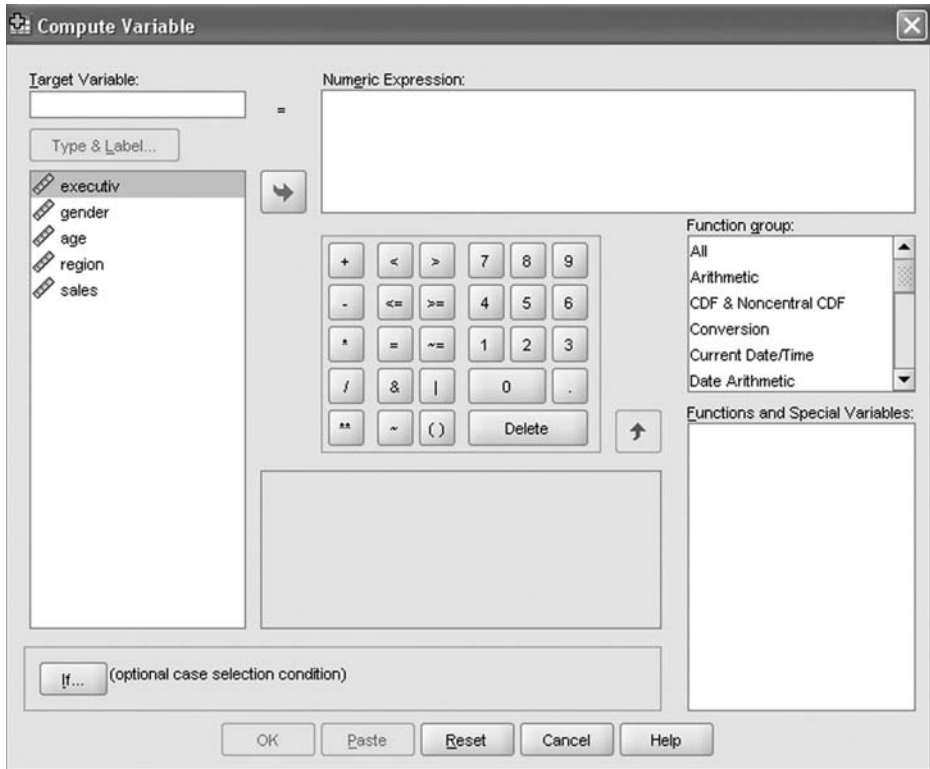 Compute Variable
Target Variable:
Numeric Expression:
=
Type & Label...
executiv
gender
age
region
sales
+ < > 7 8 9
- <= >= 4 5 6
* = ~= 1 2 3
/ & | 0 .
** ~ ( ) Delete
Function group:
All
Arithmetic
CDF & Noncentral CDF
Conversion
Current Date/Time
Date Arithmetic
Functions and Special Variables:
If... (optional case selection condition)
OK Paste Reset Cancel Help